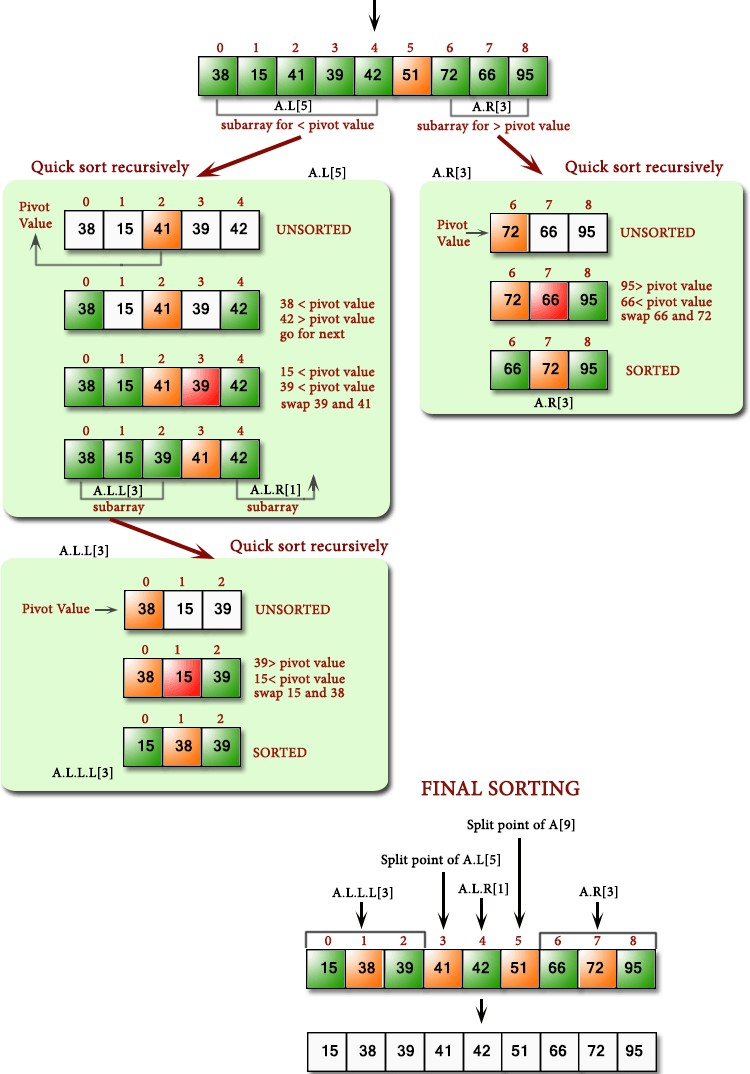 0 1 2 3 4 5 6 7 8
38 15 41 39 42 51 72 66 95
A.L[5] A.R[3]
subarray for < pivot value subarray for > pivot value
Quick sort recursively
A.L[5]
Pivot
Value
0 1 2 3 4
38 15 41 39 42
UNSORTED
0 1 2 3 4
38 15 41 39 42
38 < pivot value
42 > pivot value
go for next
0 1 2 3 4
38 15 41 39 42
15 < pivot value
39 < pivot value
swap 39 and 41
0 1 2 3 4
38 15 39 41 42
A.L.L[3] A.L.R[1]
subarray subarray
A.R[3]
Quick sort recursively
Pivot
Value
6 7 8
72 66 95
UNSORTED
6 7 8
72 66 95
95> pivot value
66< pivot value
swap 66 and 72
6 7 8
66 72 95
SORTED
A.R[3]
A.L.L[3]
Quick sort recursively
0 1 2
Pivot Value
38 15 39
UNSORTED
0 1 2
38 15 39
39> pivot value
15< pivot value
swap 15 and 38
0 1 2
15 38 39
SORTED
A.L.L.L[3]
FINAL SORTING
Split point of A[9]
Split point of A.L[5]
A.L.L.L[3] A.L.R[1] A.R[3]
0 1 2 3 4 5 6 7 8
15 38 39 41 42 51 66 72 95
15 38 39 41 42 51 66 72 95